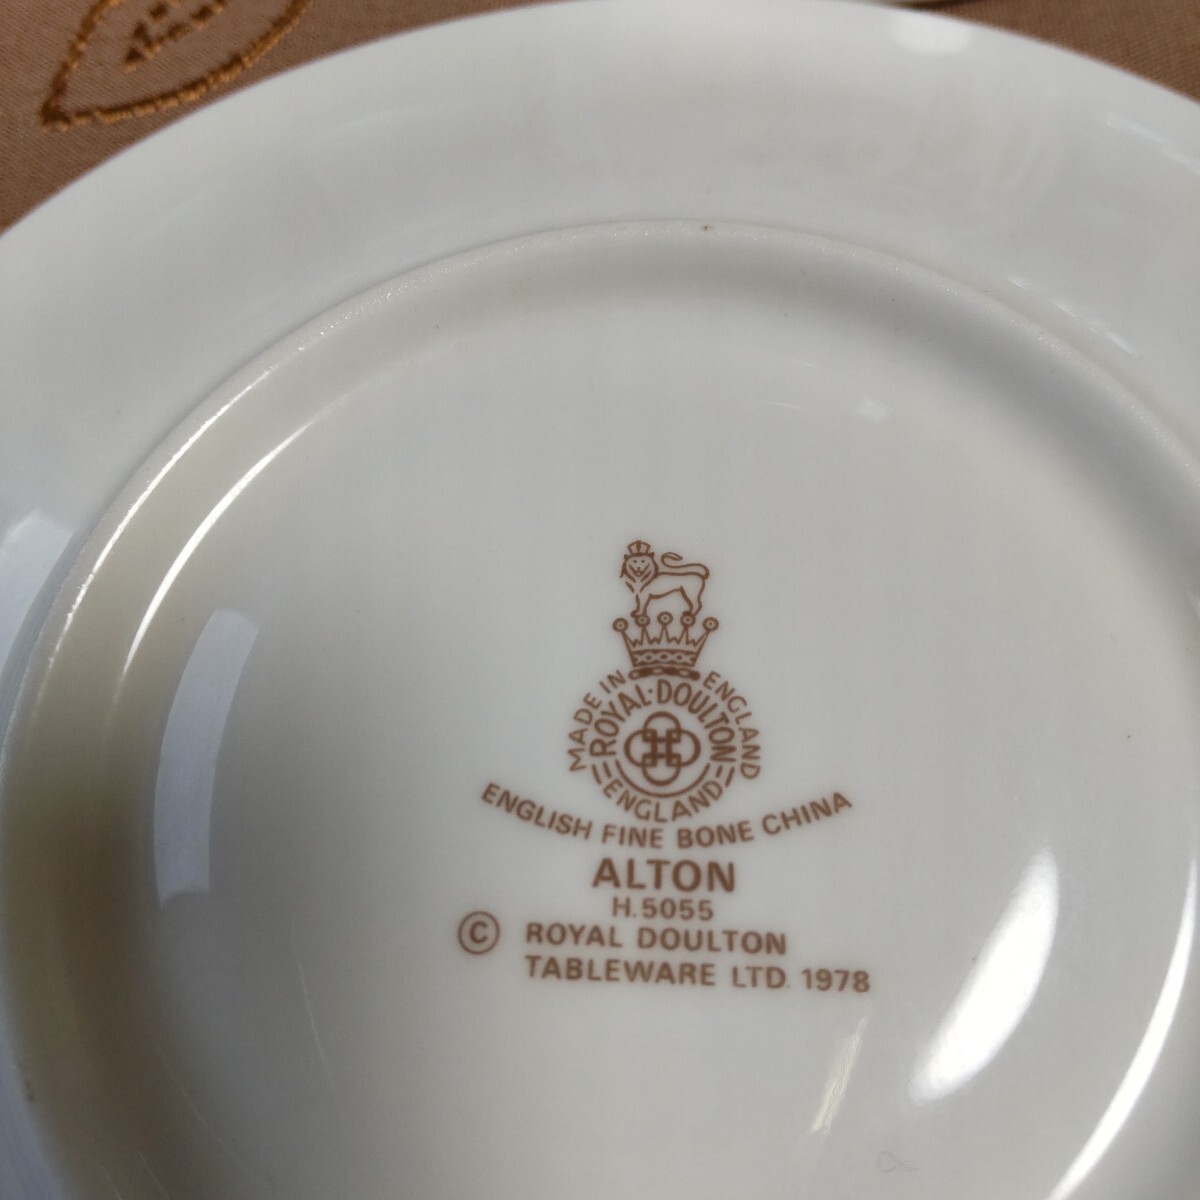 MADE IN ENGLAND
ROYAL·DOULTON
ENGLAND
ENGLISH FINE BONE CHINA
ALTON
H.5055
© ROYAL DOULTON
TABLEWARE LTD. 1978